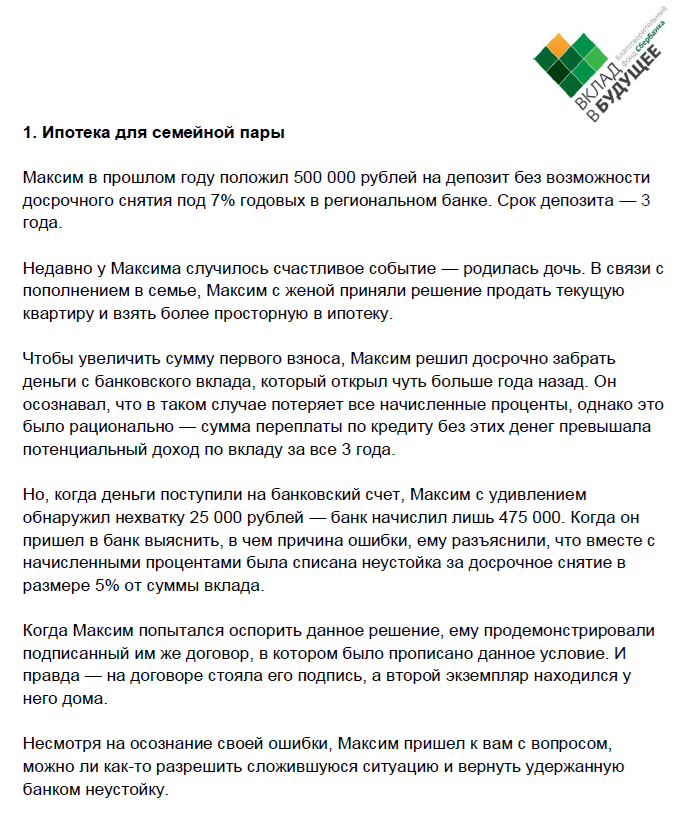 Благотворительный
фонд Сбербанка
ВКЛАД
В БУДУЩЕЕ
1. Ипотека для семейной пары
Максим в прошлом году положил 500 000 рублей на депозит без возможности
досрочного снятия под 7% годовых в региональном банке. Срок депозита — 3
года.
Недавно у Максима случилось счастливое событие — родилась дочь. В связи с
пополнением в семье, Максим с женой приняли решение продать текущую
квартиру и взять более просторную в ипотеку.
Чтобы увеличить сумму первого взноса, Максим решил досрочно забрать
деньги с банковского вклада, который открыл чуть больше года назад. Он
осознавал, что в таком случае потеряет все начисленные проценты, однако это
было рационально — сумма переплаты по кредиту без этих денег превышала
потенциальный доход по вкладу за все 3 года.
Но, когда деньги поступили на банковский счет, Максим с удивлением
обнаружил нехватку 25 000 рублей — банк начислил лишь 475 000. Когда он
пришел в банк выяснить, в чем причина ошибки, ему разъяснили, что вместе с
начисленными процентами была списана неустойка за досрочное снятие в
размере 5% от суммы вклада.
Когда Максим попытался оспорить данное решение, ему продемонстрировали
подписанный им же договор, в котором было прописано данное условие. И
правда — на договоре стояла его подпись, а второй экземпляр находился у
него дома.
Несмотря на осознание своей ошибки, Максим пришел к вам с вопросом,
можно ли как-то разрешить сложившуюся ситуацию и вернуть удержанную
банком неустойку.